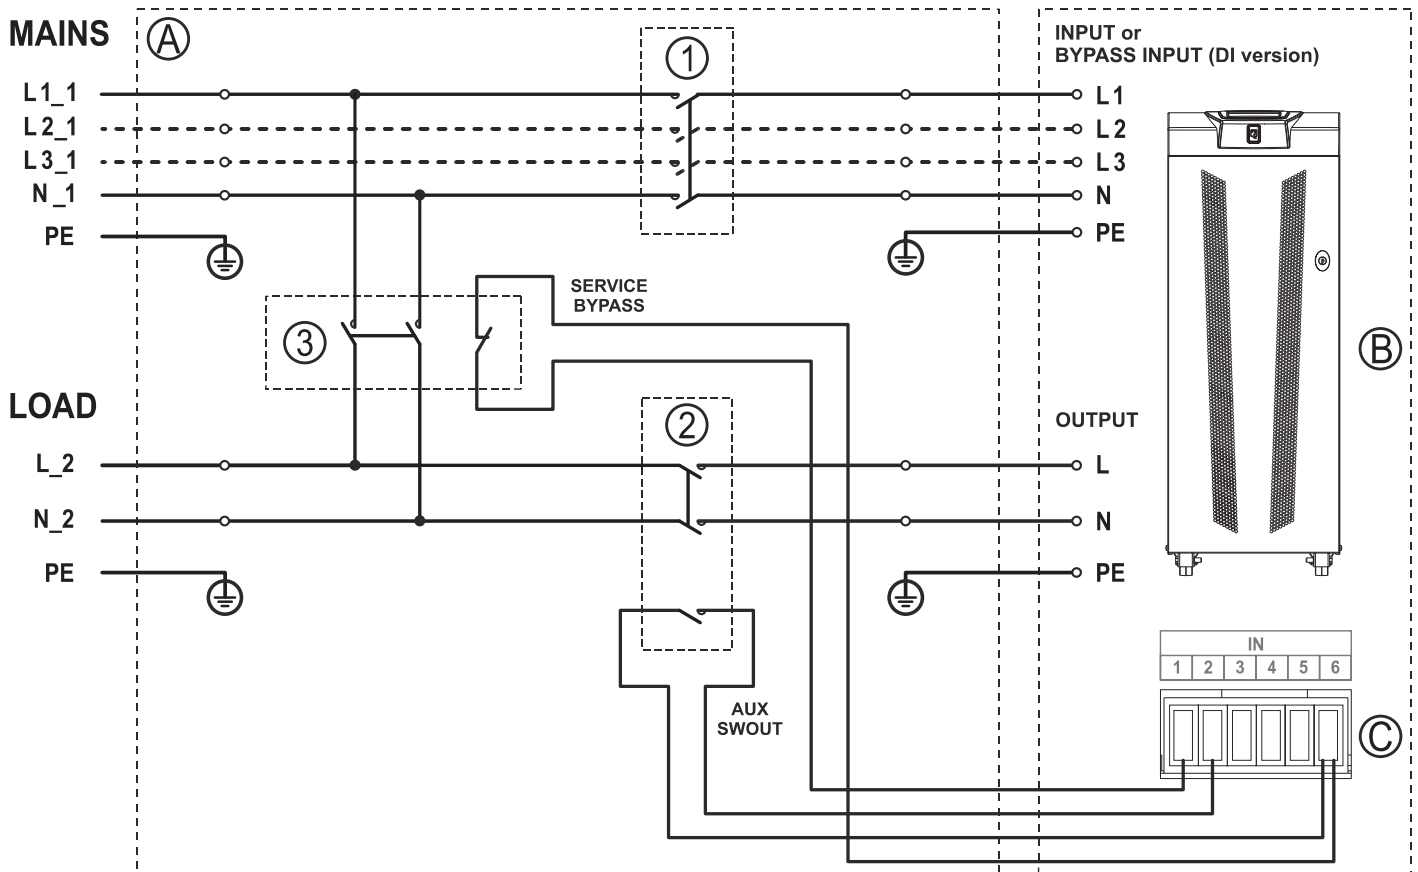 MAINS
A
1
INPUT or
BYPASS INPUT (DI version)
L1_1
L1
L2_1
L2
L3_1
L3
N_1
N
PE
PE
SERVICE
BYPASS
3
B
LOAD
2
OUTPUT
L_2
L
N_2
N
PE
PE
IN
1 2 3 4 5 6
AUX
SWOUT
C